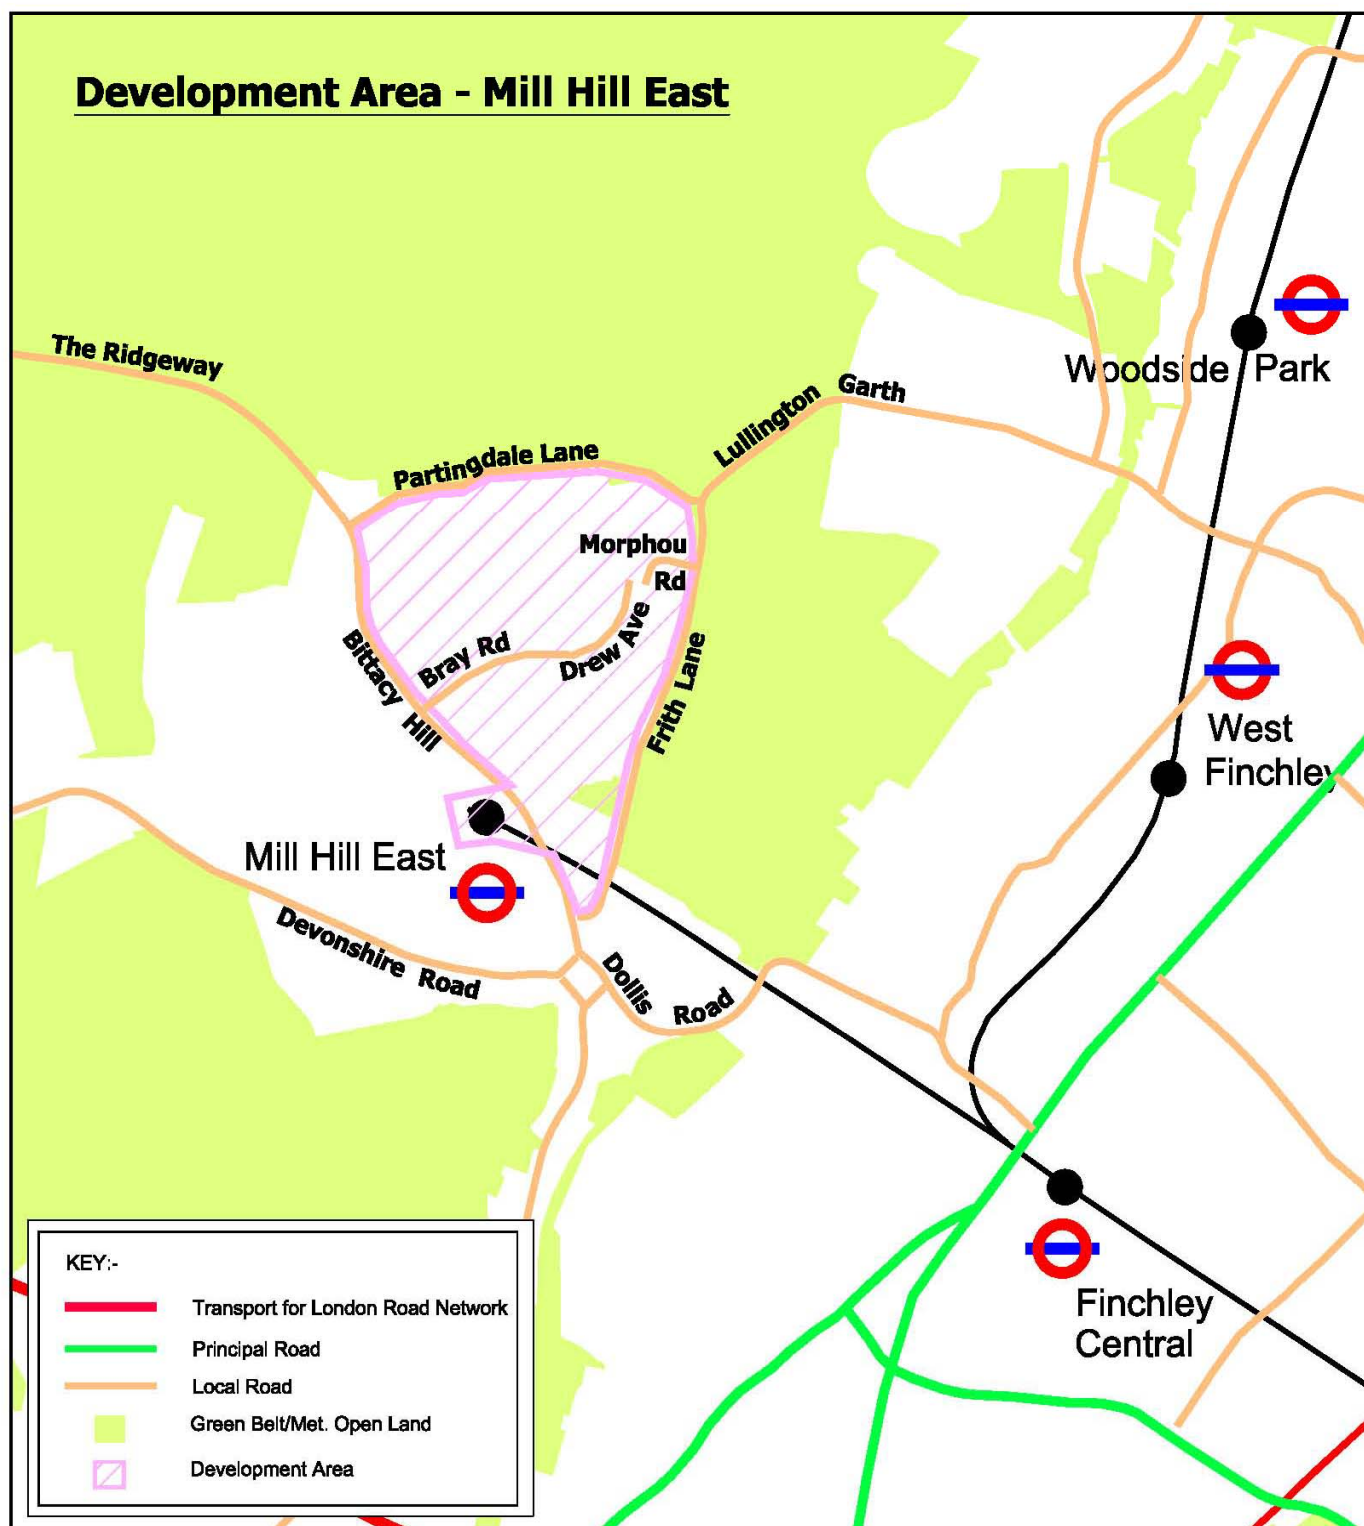 Development Area - Mill Hill East
The Ridgeway
Partingdale Lane
Lullington Garth
Woodside Park
Morphou
Rd
Bray Rd
Drew Ave
Bittacy Hill
Frith Lane
West
Finchley
Mill Hill East
Devonshire Road
Dollis Road
Finchley
Central
KEY:-
Transport for London Road Network
Principal Road
Local Road
Green Belt/Met. Open Land
Development Area